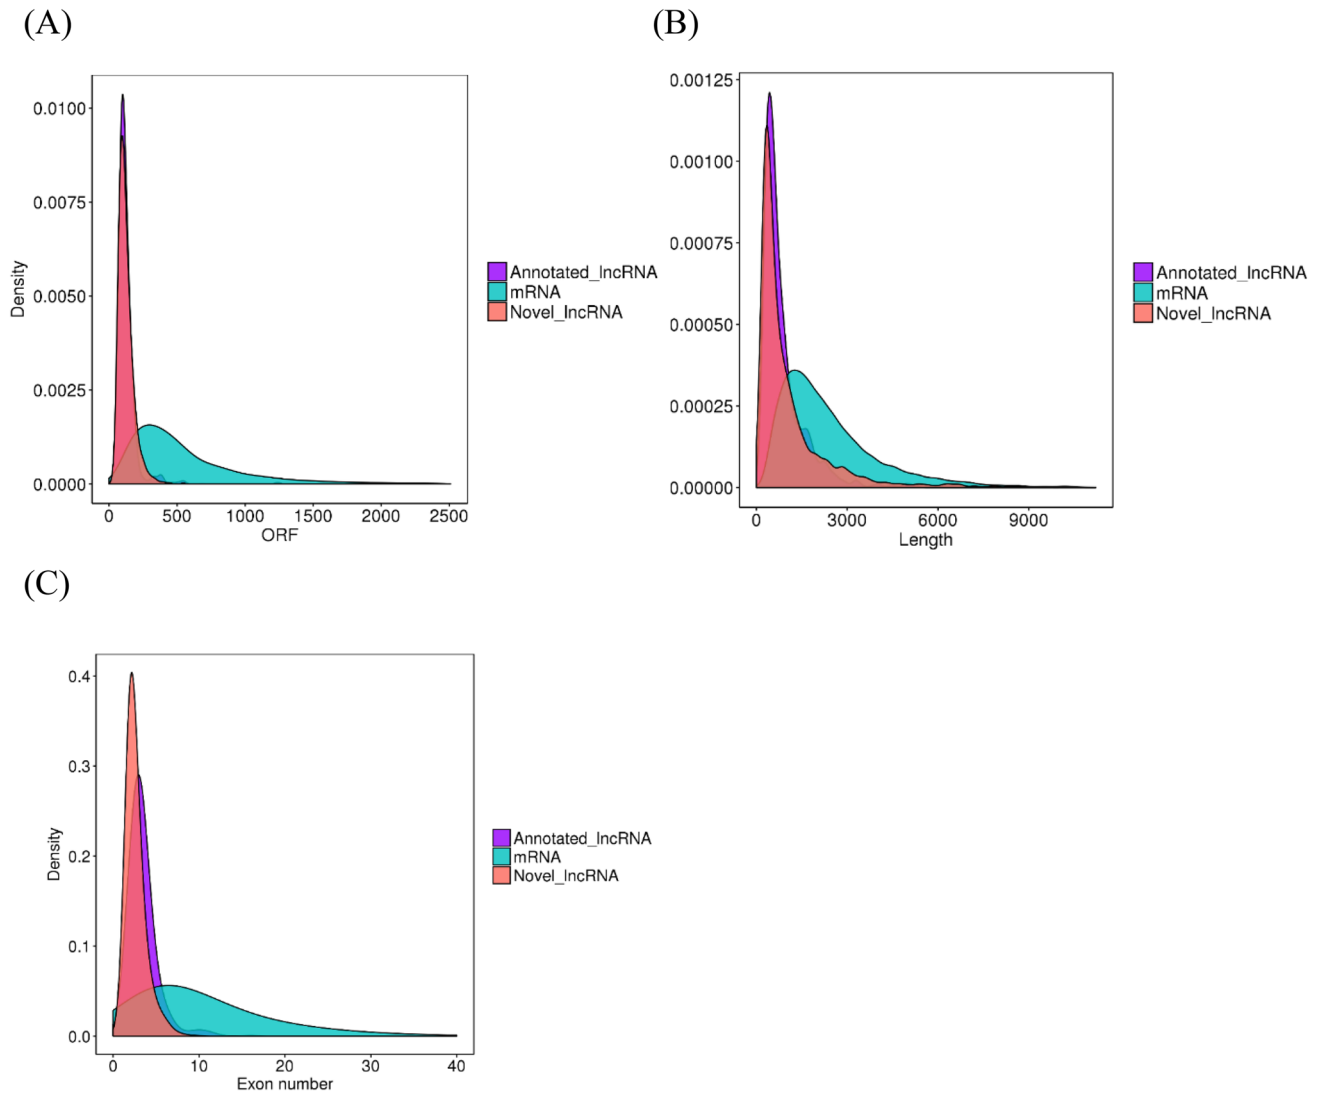 (A)
(B)
Density
0.0100
0.0075
0.0050
0.0025
0.0000
0 500 1000 1500 2000 2500
ORF
Annotated_lncRNA
mRNA
Novel_lncRNA
0.00125
0.00100
0.00075
0.00050
0.00025
0.00000
0 3000 6000 9000
Length
Annotated_lncRNA
mRNA
Novel_lncRNA
(C)
Density
0.4
0.3
0.2
0.1
0.0
0 10 20 30 40
Exon number
Annotated_lncRNA
mRNA
Novel_lncRNA